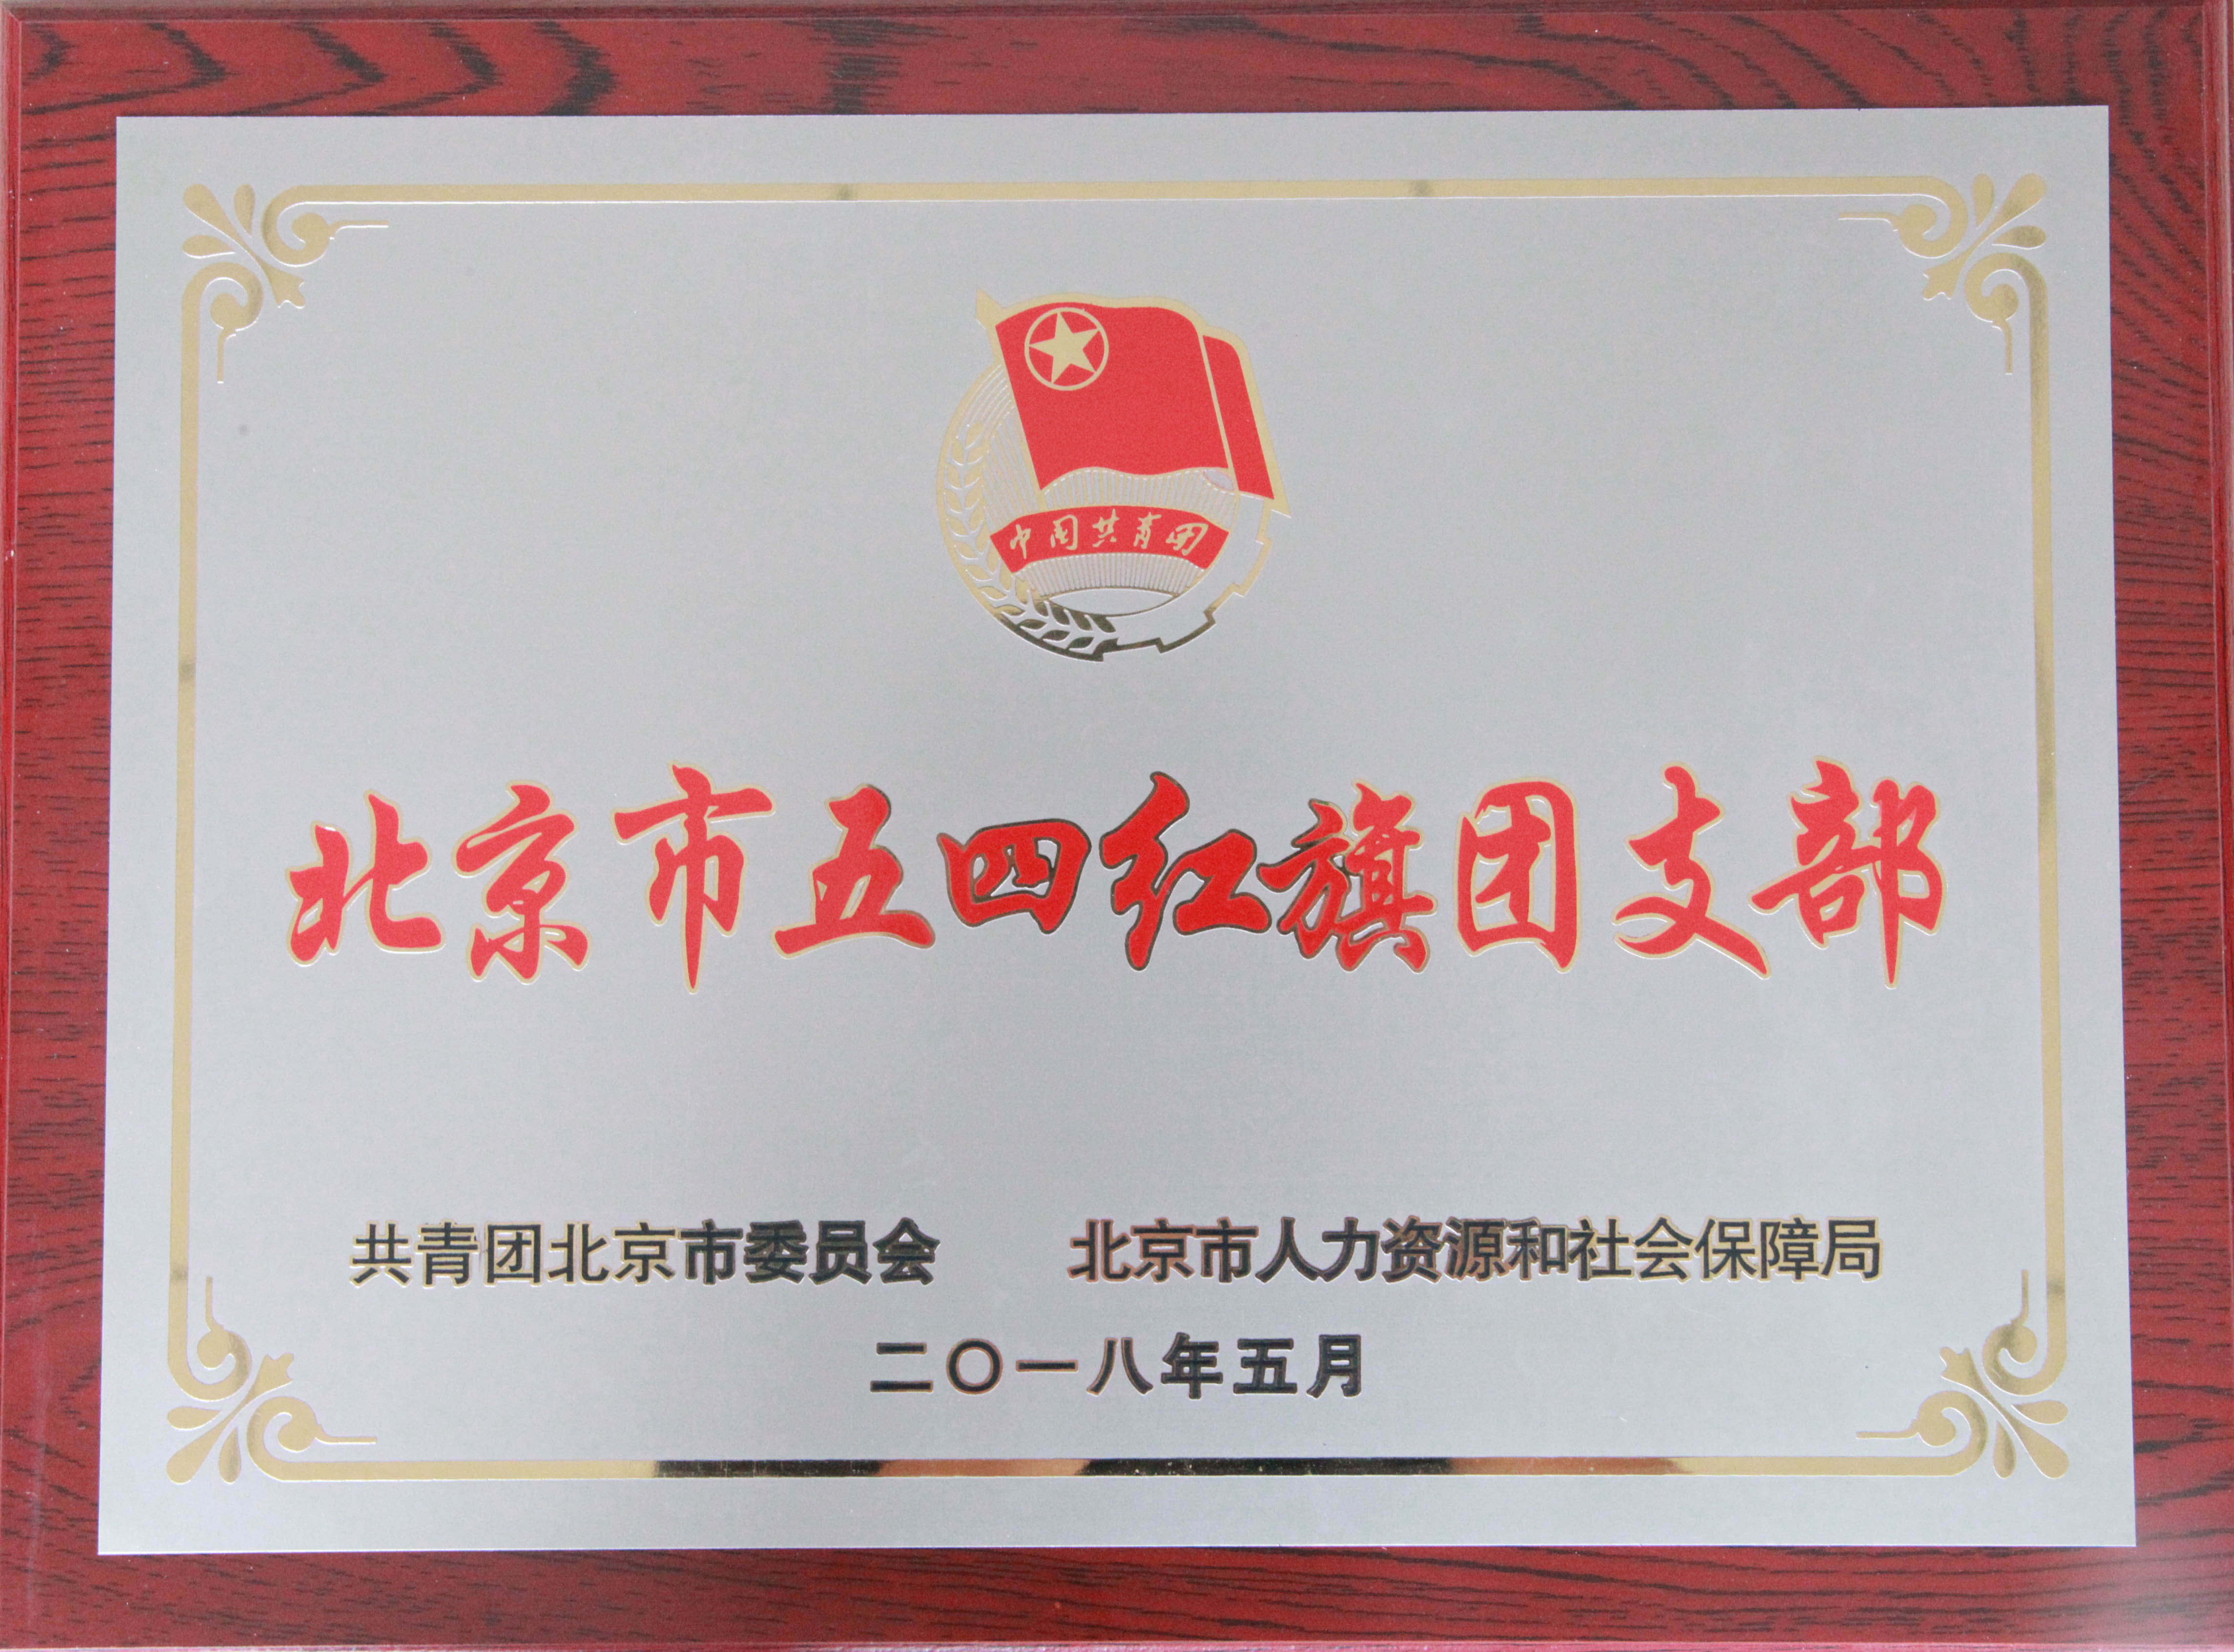 中国共青团
北京市五四红旗团支部
共青团北京市委员会 北京市人力资源和社会保障局
二〇一八年五月